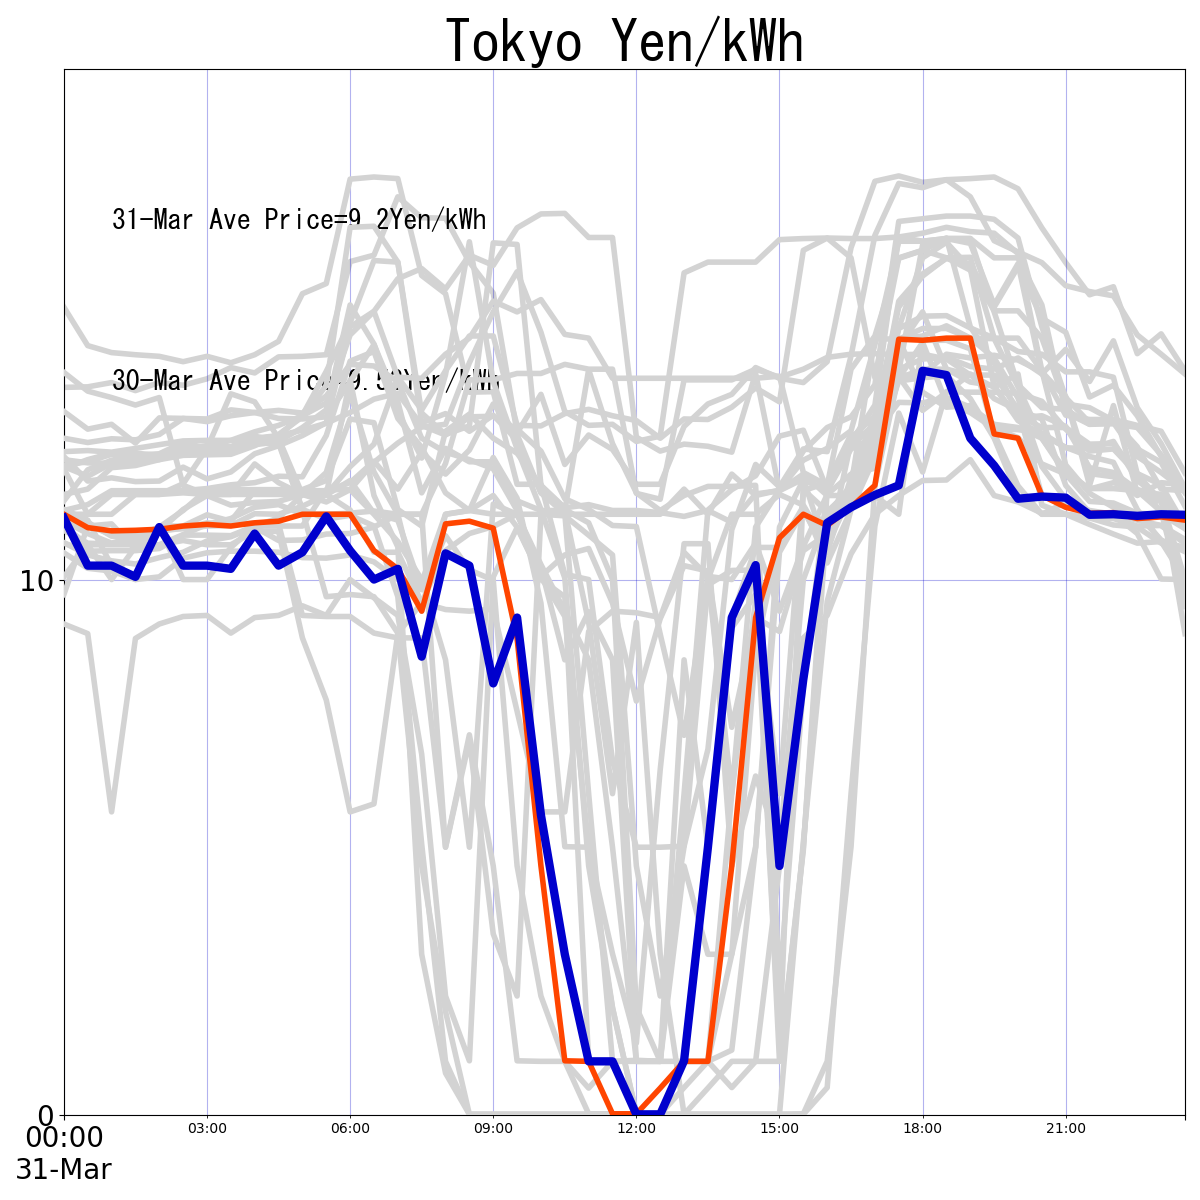 Tokyo Yen/kWh
31-Mar Ave Price=9.2Yen/kWh
30-Mar Ave
10
0
00:00 03:00 06:00 09:00 12:00 15:00 18:00 21:00
31-Mar